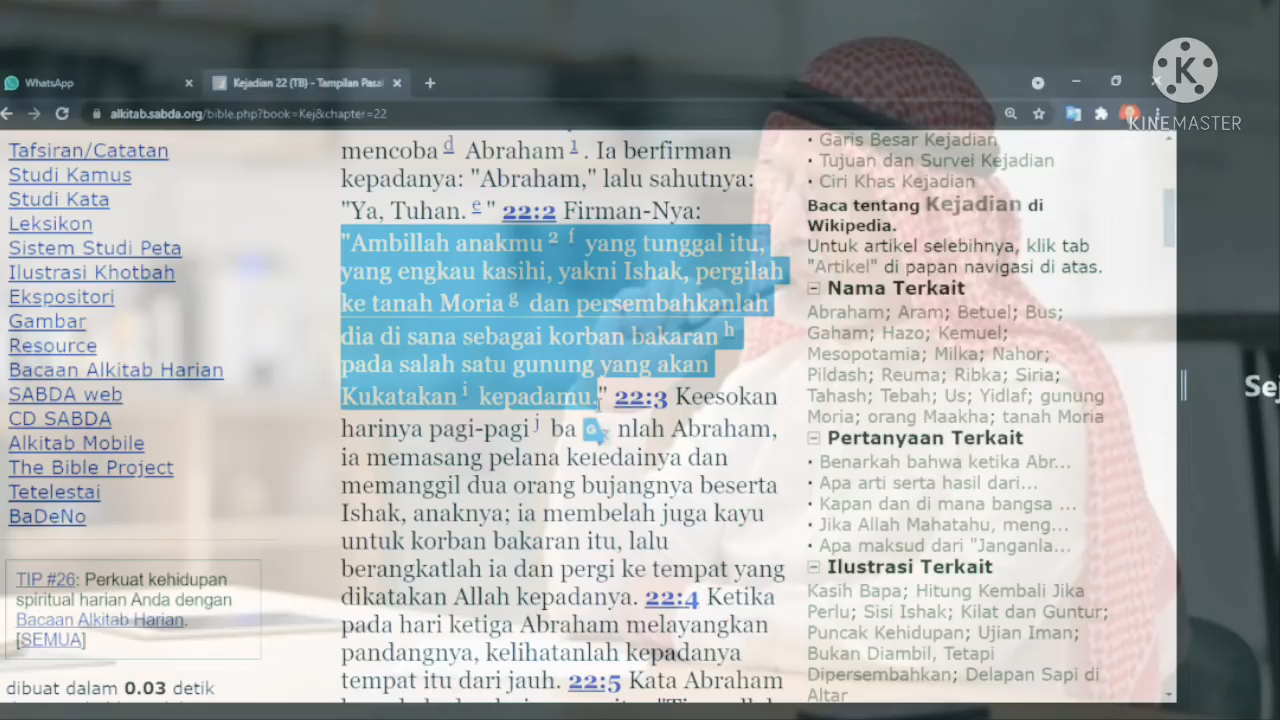 WhatsApp
Kejadian 22 (TB) - Tampilan Pasal
alkitab.sabda.org/bible.php?book=Kej&chapter=22
KINEMASTER
Tafsiran/Catatan
Studi Kamus
Studi Kata
Leksikon
Sistem Studi Peta
Ilustrasi Khotbah
Ekspositori
Gambar
Resource
Bacaan Alkitab Harian
SABDA web
CD SABDA
Alkitab Mobile
The Bible Project
Tetelestai
BaDeNo
TIP #26: Perkuat kehidupan
spiritual harian Anda dengan
Bacaan Alkitab Harian.
[SEMUA]
dibuat dalam 0.03 detik
mencoba d Abraham 1 . Ia berfirman
kepadanya: "Abraham," lalu sahutnya:
"Ya, Tuhan. e " 22:2 Firman-Nya:
"Ambillah anakmu 2 f yang tunggal itu,
yang engkau kasihi, yakni Ishak, pergilah
ke tanah Moria g dan persembahkanlah
dia di sana sebagai korban bakaran h
pada salah satu gunung yang akan
Kukatakan i kepadamu." 22:3 Keesokan
harinya pagi-pagi j ba nlah Abraham,
ia memasang pelana keledainya dan
memanggil dua orang bujangnya beserta
Ishak, anaknya; ia membelah juga kayu
untuk korban bakaran itu, lalu
berangkatlah ia dan pergi ke tempat yang
dikatakan Allah kepadanya. 22:4 Ketika
pada hari ketiga Abraham melayangkan
pandangnya, kelihatanlah kepadanya
tempat itu dari jauh. 22:5 Kata Abraham
• Garis Besar Kejadian
• Tujuan dan Survei Kejadian
• Ciri Khas Kejadian
Baca tentang Kejadian di
Wikipedia.
Untuk artikel selebihnya, klik tab
"Artikel" di papan navigasi di atas.
Nama Terkait
Abraham; Aram; Betuel; Bus;
Gaham; Hazo; Kemuel;
Mesopotamia; Milka; Nahor;
Pildash; Reuma; Ribka; Siria;
Tahash; Tebah; Us; Yidlaf; gunung
Moria; orang Maakha; tanah Moria
Pertanyaan Terkait
• Benarkah bahwa ketika Abr...
• Apa arti serta hasil dari...
• Kapan dan di mana bangsa ...
• Jika Allah Mahatahu, meng...
• Apa maksud dari "Janganla...
Ilustrasi Terkait
Kasih Bapa; Hitung Kembali Jika
Perlu; Sisi Ishak; Kilat dan Guntur;
Puncak Kehidupan; Ujian Iman;
Bukan Diambil, Tetapi
Dipersembahkan; Delapan Sapi di
Altar
Sej